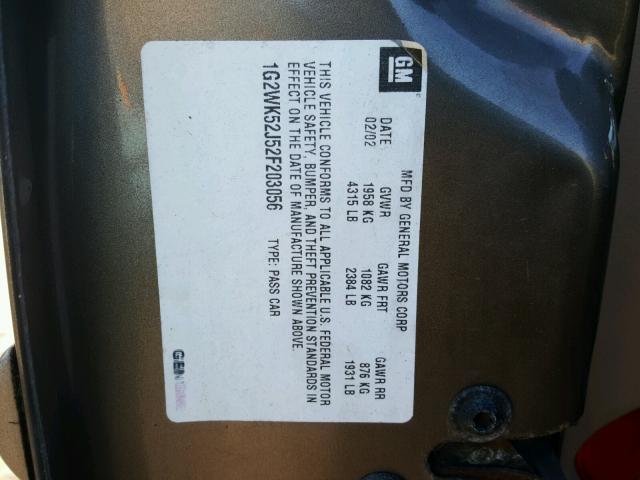 GM
MFD BY GENERAL MOTORS CORP
DATE GVWR GAWR FRT GAWR RR
02/02 1958 KG 1082 KG 876 KG
4315 LB 2384 LB 1931 LB
THIS VEHICLE CONFORMS TO ALL APPLICABLE U.S. FEDERAL MOTOR
VEHICLE SAFETY, BUMPER, AND THEFT PREVENTION STANDARDS IN
EFFECT ON THE DATE OF MANUFACTURE SHOWN ABOVE.
1G2WK52J52F203056 TYPE: PASS CAR